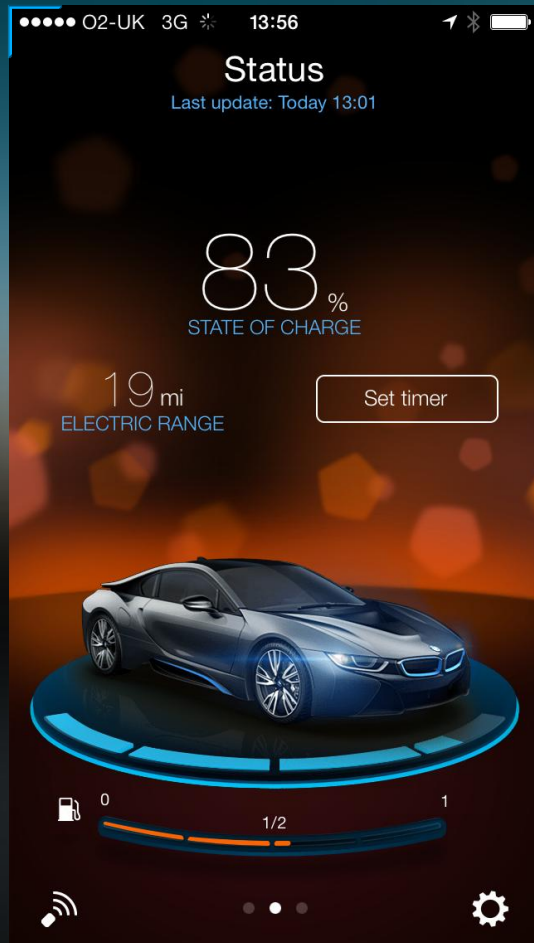 O2-UK 3G 13:56
Status
Last update: Today 13:01
83%
STATE OF CHARGE
19 mi
ELECTRIC RANGE
Set timer
0 1/2 1